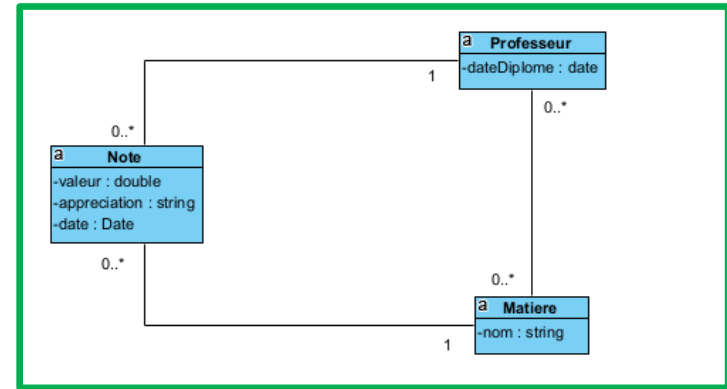 a Professeur
-dateDiplome : date
1
0..*
0..*
a Note
-valeur : double
-appreciation : string
-date : Date
0..*
0..*
a Matiere
-nom : string
1